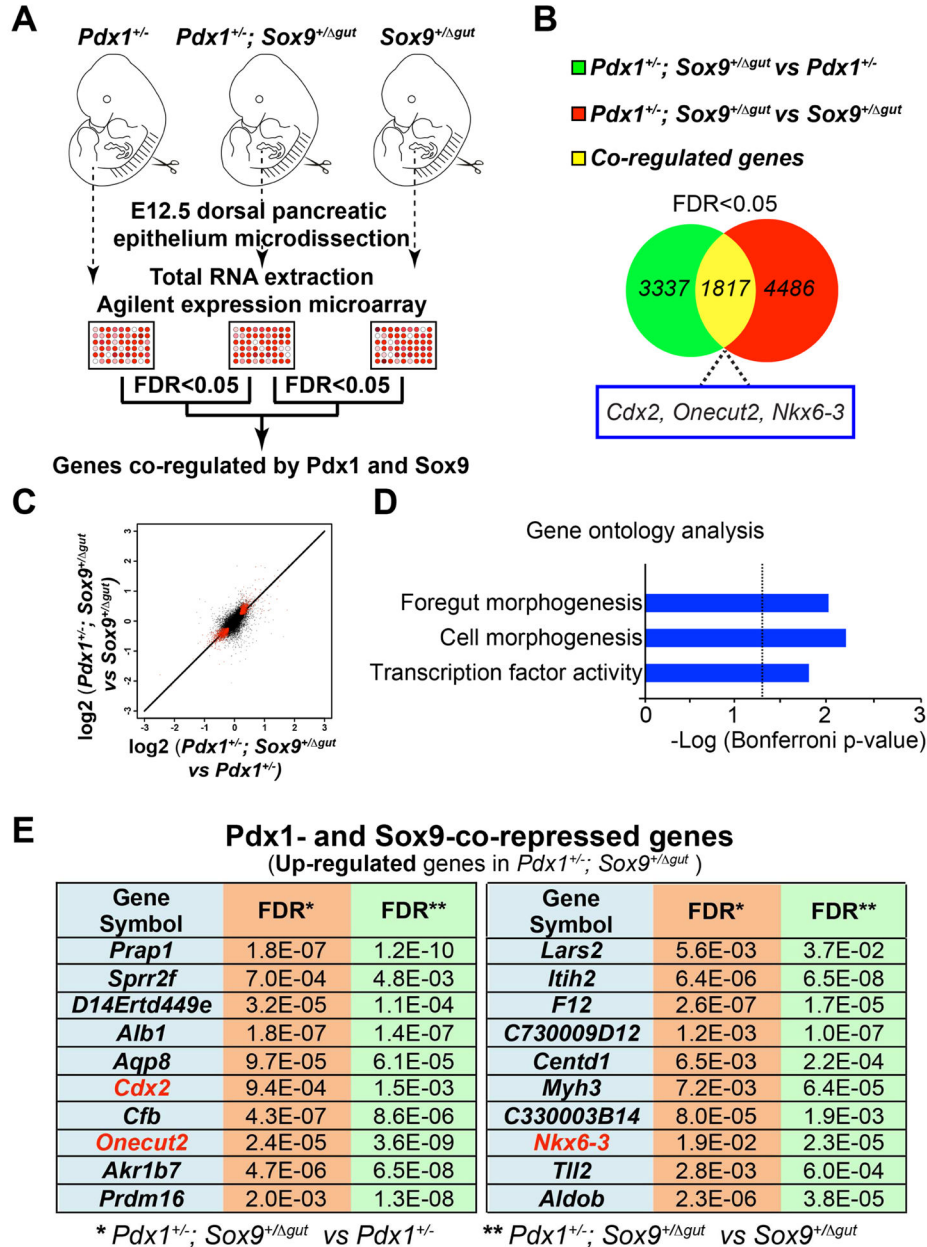 A
Pdx1+/- Pdx1+/-; Sox9+/Δgut Sox9+/Δgut
E12.5 dorsal pancreatic
epithelium microdissection
Total RNA extraction
Agilent expression microarray
FDR<0.05 FDR<0.05
Genes co-regulated by Pdx1 and Sox9
B
Pdx1+/-; Sox9+/Δgut vs Pdx1+/-
Pdx1+/-; Sox9+/Δgut vs Sox9+/Δgut
Co-regulated genes
FDR<0.05
3337 1817 4486
Cdx2, Onecut2, Nkx6-3
C
log2 (Pdx1+/-; Sox9+/Δgut
vs Sox9+/Δgut)
3
2
1
0
-1
-2
-3
-3 -2 -1 0 1 2 3
log2 (Pdx1+/-; Sox9+/Δgut
vs Pdx1+/-)
D
Gene ontology analysis
Foregut morphogenesis
Cell morphogenesis
Transcription factor activity
0 1 2 3
-Log (Bonferroni p-value)
E
Pdx1- and Sox9-co-repressed genes
(Up-regulated genes in Pdx1+/-; Sox9+/Δgut)
Gene
Symbol FDR* FDR**
Prap1 1.8E-07 1.2E-10
Sprr2f 7.0E-04 4.8E-03
D14Ertd449e 3.2E-05 1.1E-04
Alb1 1.8E-07 1.4E-07
Aqp8 9.7E-05 6.1E-05
Cdx2 9.4E-04 1.5E-03
Cfb 4.3E-07 8.6E-06
Onecut2 2.4E-05 3.6E-09
Akr1b7 4.7E-06 6.5E-08
Prdm16 2.0E-03 1.3E-08
Gene
Symbol FDR* FDR**
Lars2 5.6E-03 3.7E-02
Itih2 6.4E-06 6.5E-08
F12 2.6E-07 1.7E-05
C730009D12 1.2E-03 1.0E-07
Centd1 6.5E-03 2.2E-04
Myh3 7.2E-03 6.4E-05
C330003B14 8.0E-05 1.9E-03
Nkx6-3 1.9E-02 2.3E-05
Tll2 2.8E-03 6.0E-04
Aldob 2.3E-06 3.8E-05
* Pdx1+/-; Sox9+/Δgut vs Pdx1+/- ** Pdx1+/-; Sox9+/Δgut vs Sox9+/Δgut